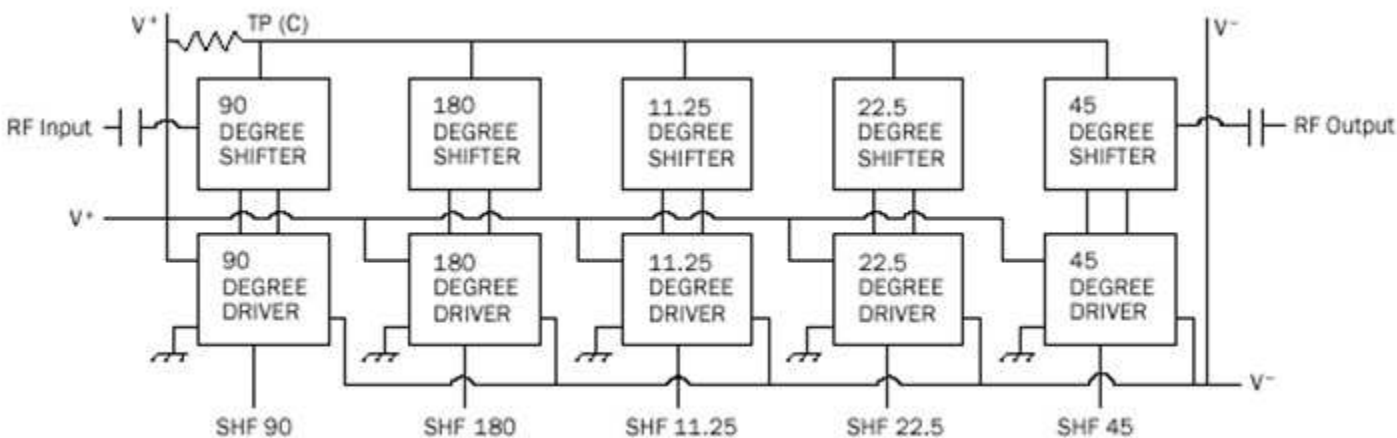 V+
TP (C)
V–
90
DEGREE
SHIFTER
180
DEGREE
SHIFTER
11.25
DEGREE
SHIFTER
22.5
DEGREE
SHIFTER
45
DEGREE
SHIFTER
RF Input
RF Output
V+
90
DEGREE
DRIVER
180
DEGREE
DRIVER
11.25
DEGREE
DRIVER
22.5
DEGREE
DRIVER
45
DEGREE
DRIVER
V–
SHF 90
SHF 180
SHF 11.25
SHF 22.5
SHF 45